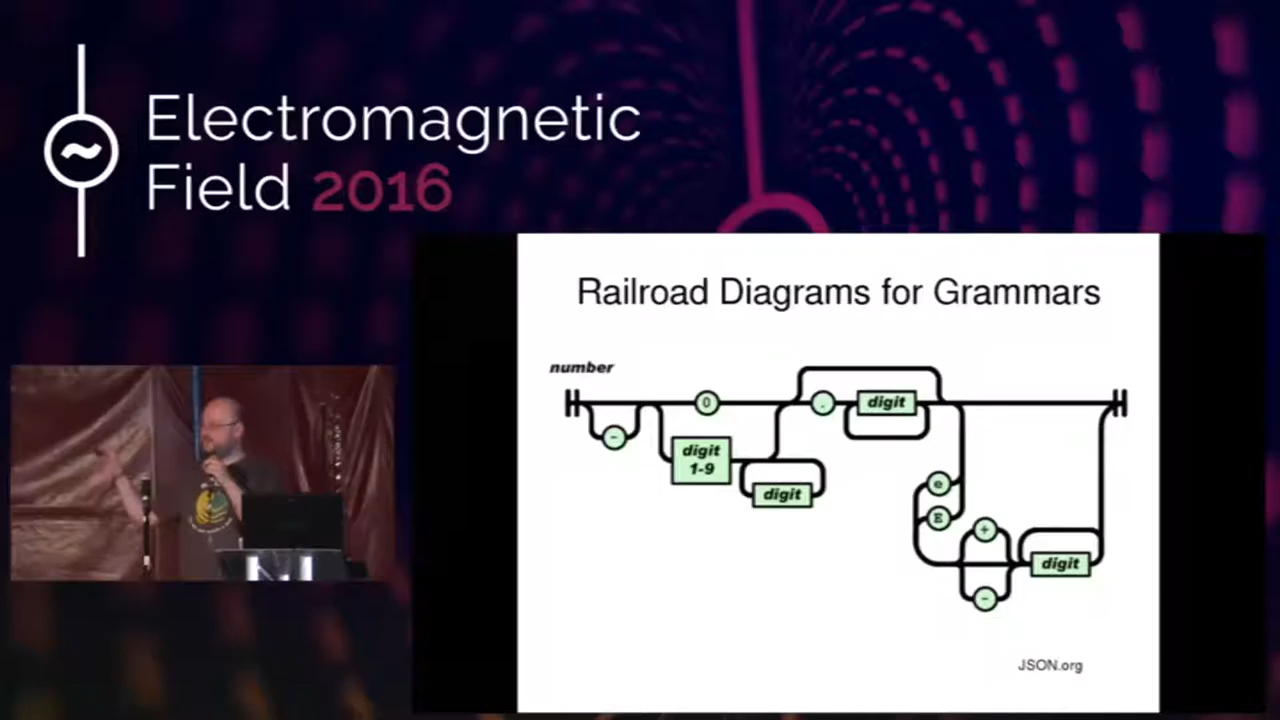 Electromagnetic
Field 2016
Railroad Diagrams for Grammars
number
0
.
digit
-
digit
1-9
digit
e
E
+
digit
-
JSON.org